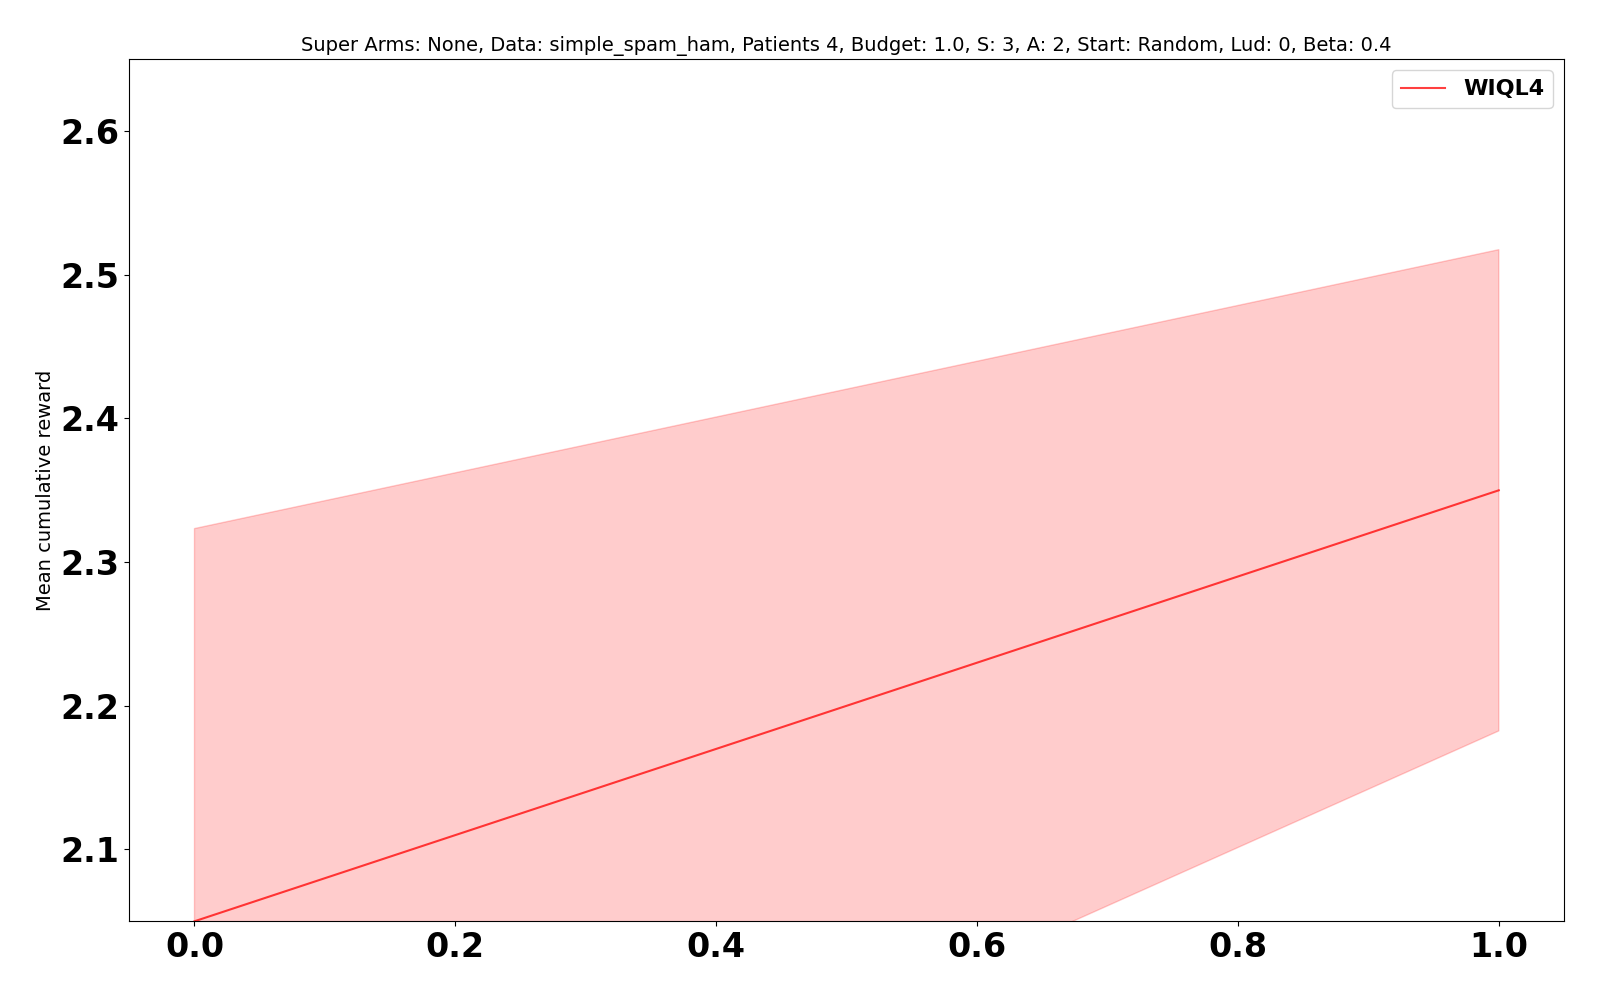 Super Arms: None, Data: simple_spam_ham, Patients 4, Budget: 1.0, S: 3, A: 2, Start: Random, Lud: 0, Beta: 0.4
WIQL4
Mean cumulative reward
2.6
2.5
2.4
2.3
2.2
2.1
0.0 0.2 0.4 0.6 0.8 1.0